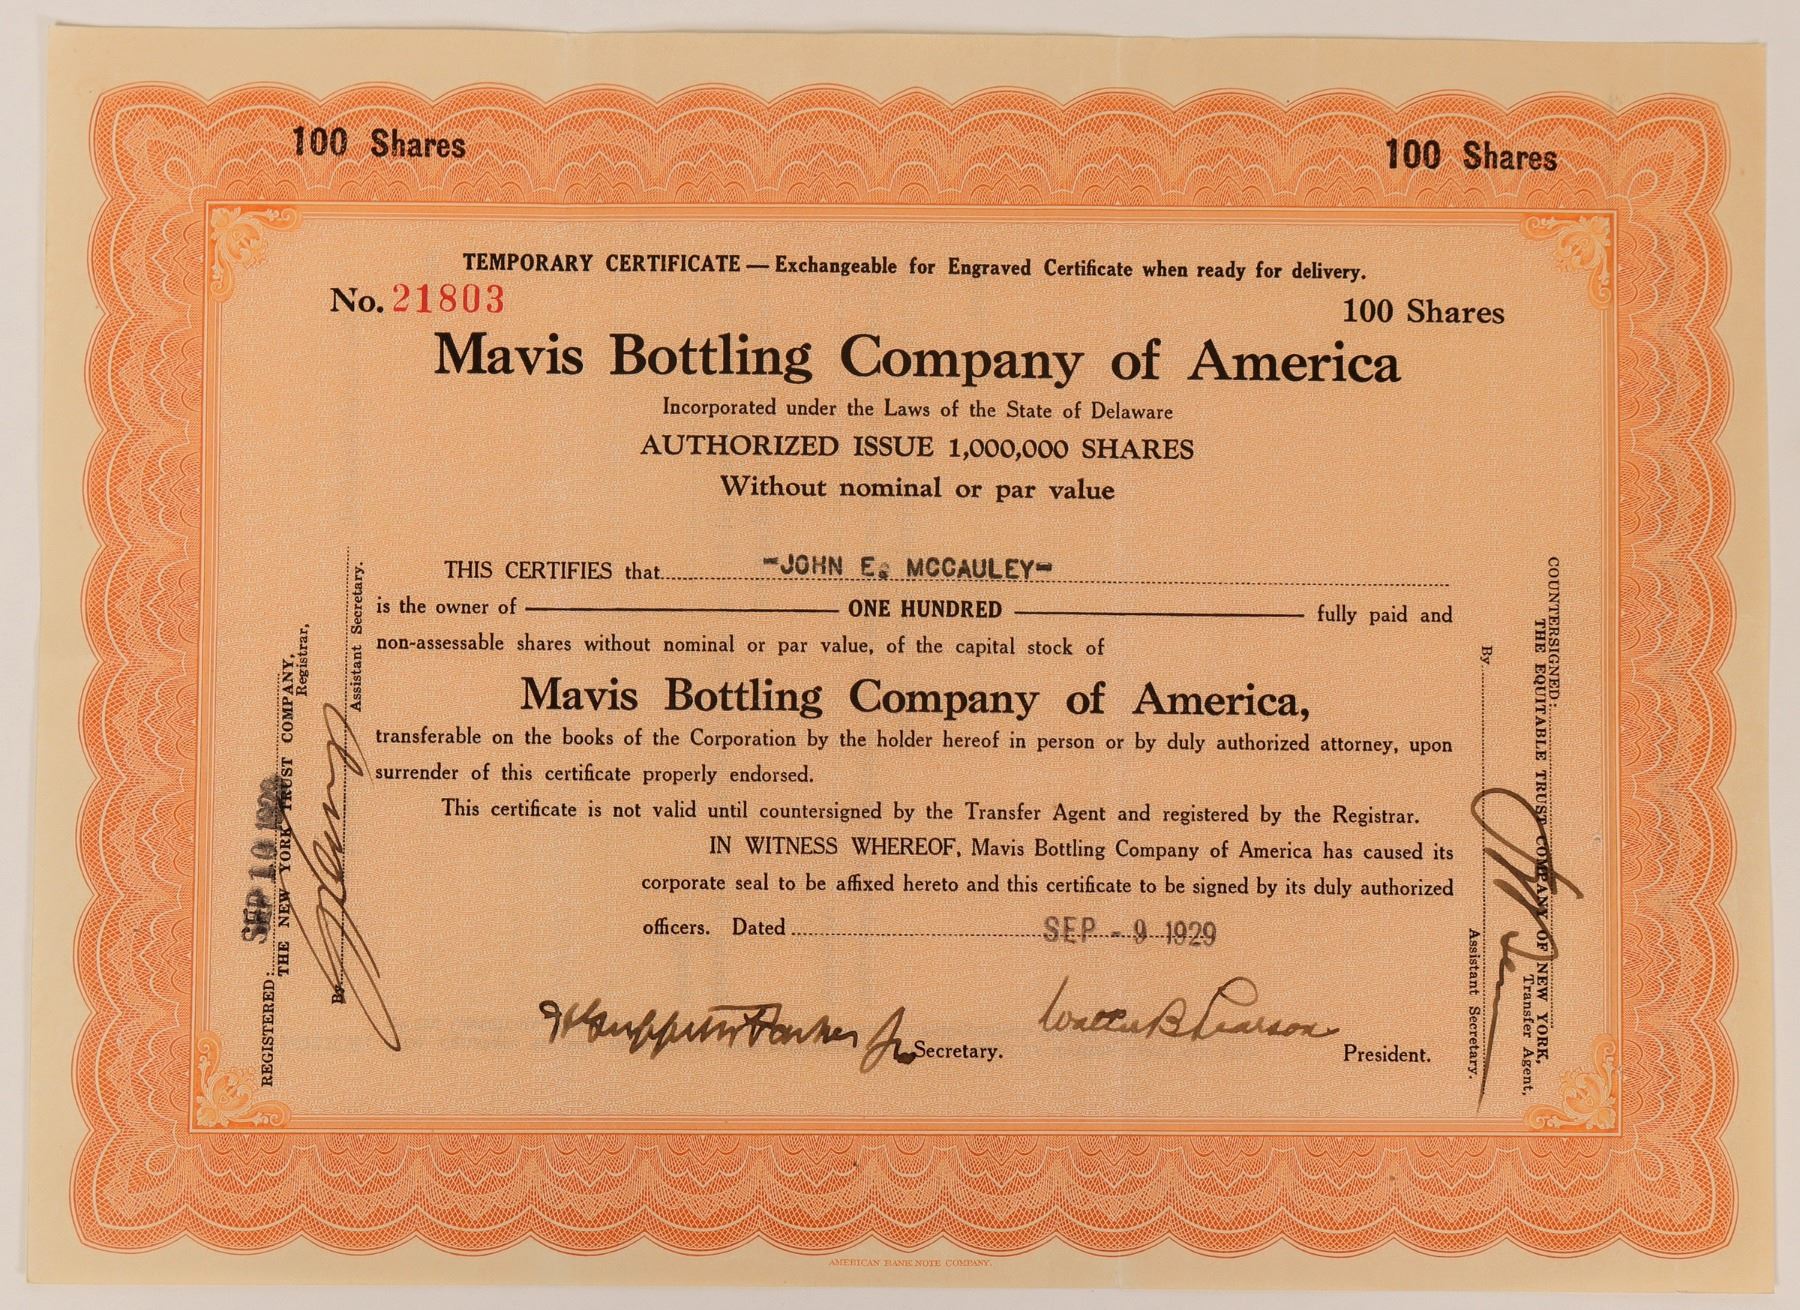 100 Shares
100 Shares
TEMPORARY CERTIFICATE — Exchangeable for Engraved Certificate when ready for delivery.
No. 21803
100 Shares
Mavis Bottling Company of America
Incorporated under the Laws of the State of Delaware
AUTHORIZED ISSUE 1,000,000 SHARES
Without nominal or par value
THIS CERTIFIES that -JOHN E. MCCAULEY-
is the owner of ONE HUNDRED fully paid and
non-assessable shares without nominal or par value, of the capital stock of
Mavis Bottling Company of America,
transferable on the books of the Corporation by the holder hereof in person or by duly authorized attorney, upon
surrender of this certificate properly endorsed.
This certificate is not valid until countersigned by the Transfer Agent and registered by the Registrar.
IN WITNESS WHEREOF, Mavis Bottling Company of America has caused its
corporate seal to be affixed hereto and this certificate to be signed by its duly authorized
officers. Dated SEP - 9 1929
Parker Jr. Secretary.
Walter B Pearson President.
REGISTERED: SEP 10 1929
THE NEW YORK TRUST COMPANY,
Registrar,
By
Assistant Secretary.
COUNTERSIGNED:
THE EQUITABLE TRUST COMPANY OF NEW YORK,
Transfer Agent,
By
Assistant Secretary.
AMERICAN BANK NOTE COMPANY.